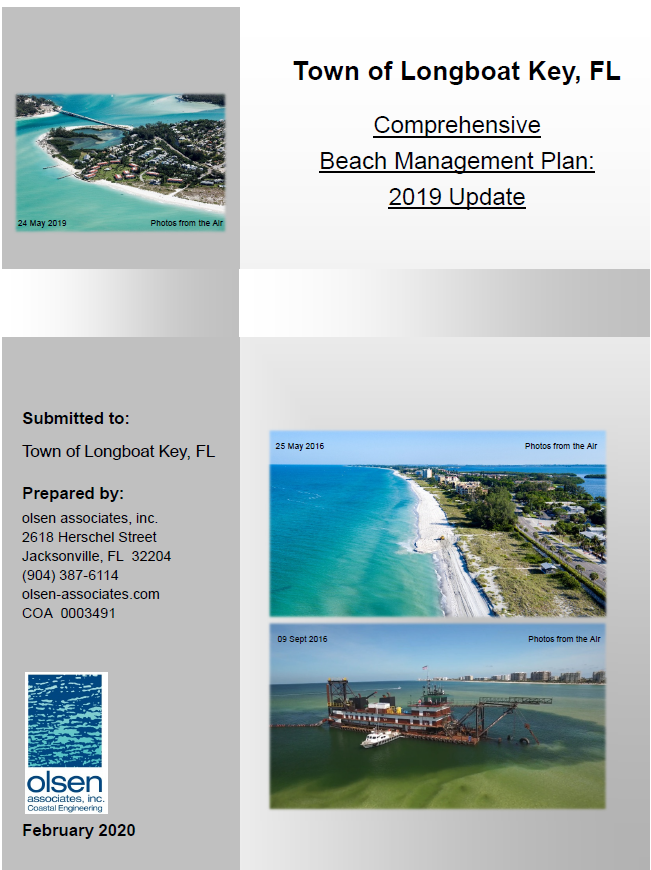 Town of Longboat Key, FL
Comprehensive
Beach Management Plan:
2019 Update
24 May 2019
Photos from the Air
Submitted to:
Town of Longboat Key, FL
Prepared by:
olsen associates, inc.
2618 Herschel Street
Jacksonville, FL  32204
(904) 387-6114
olsen-associates.com
COA  0003491
25 May 2016
Photos from the Air
09 Sept 2016
Photos from the Air
olsen
associates, inc.
Coastal Engineering
February 2020